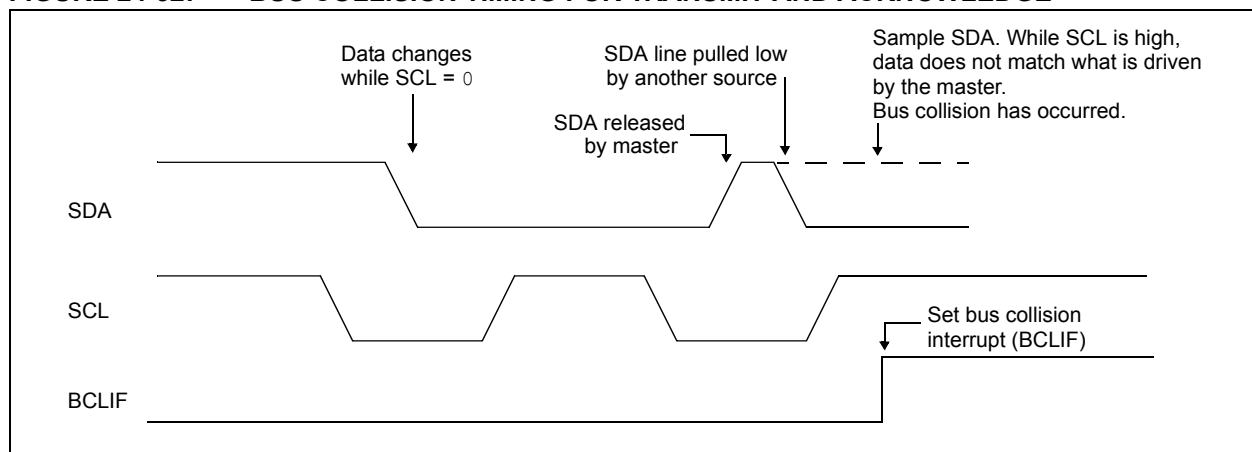 Data changes
while SCL = 0
SDA line pulled low
by another source
SDA released
by master
Sample SDA. While SCL is high,
data does not match what is driven
by the master.
Bus collision has occurred.
SDA
SCL
Set bus collision
interrupt (BCLIF)
BCLIF